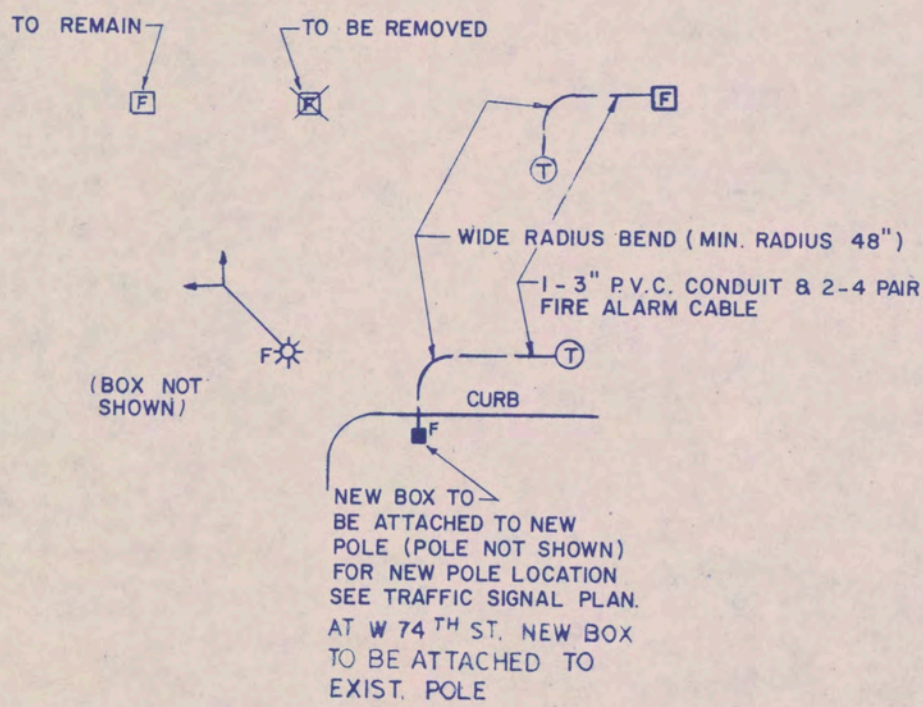 TO REMAIN
TO BE REMOVED
F
F
F
T
WIDE RADIUS BEND (MIN. RADIUS 48")
1-3" P.V.C. CONDUIT & 2-4 PAIR
FIRE ALARM CABLE
F
T
(BOX NOT
SHOWN)
CURB
F
NEW BOX TO
BE ATTACHED TO NEW
POLE (POLE NOT SHOWN)
FOR NEW POLE LOCATION
SEE TRAFFIC SIGNAL PLAN.
AT W 74TH ST. NEW BOX
TO BE ATTACHED TO
EXIST. POLE